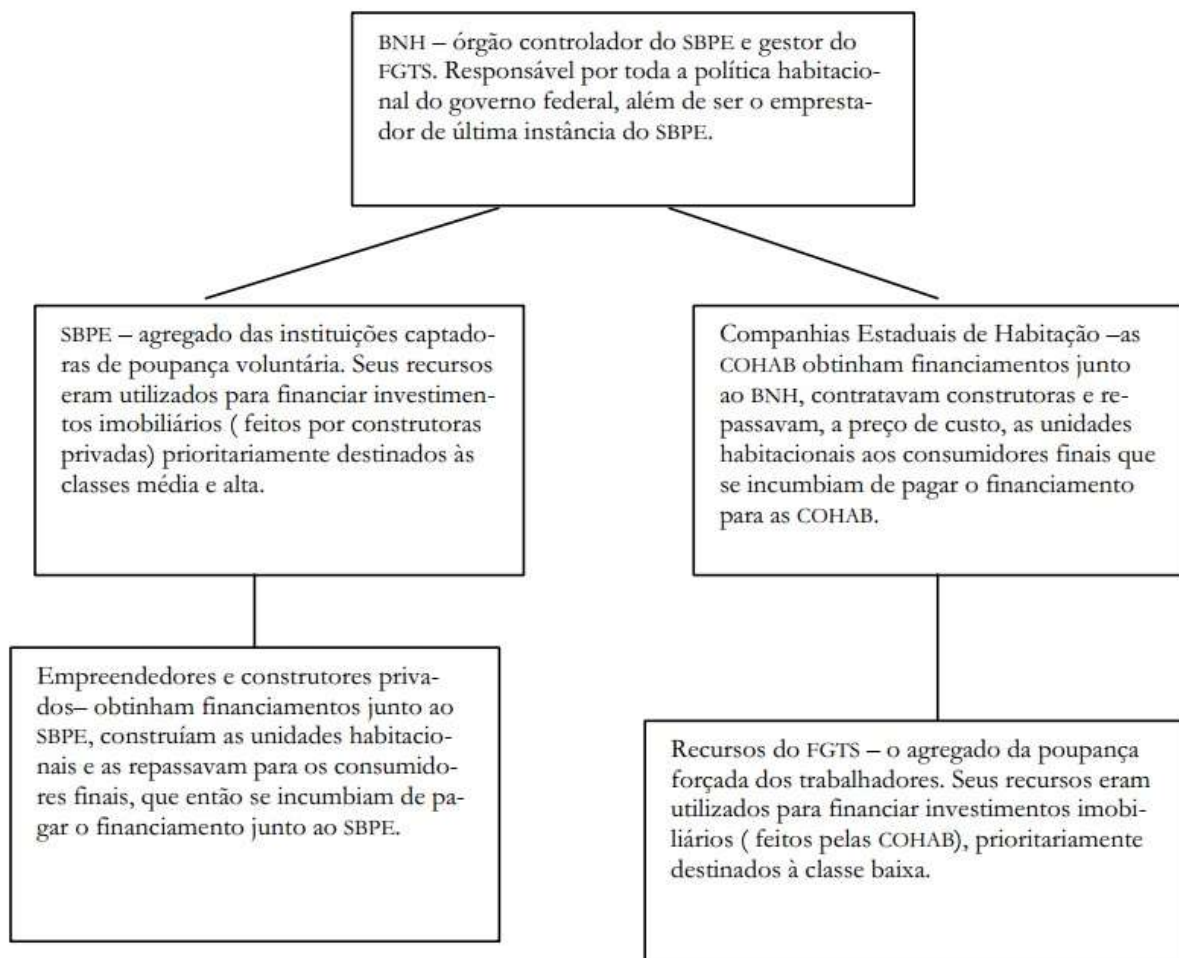 BNH – órgão controlador do SBPE e gestor do
FGTS. Responsável por toda a política habitacio-
nal do governo federal, além de ser o empresta-
dor de última instância do SBPE.
SBPE – agregado das instituições captado-
ras de poupança voluntária. Seus recursos
eram utilizados para financiar investimen-
tos imobiliários ( feitos por construtoras
privadas) prioritariamente destinados às
classes média e alta.
Companhias Estaduais de Habitação –as
COHAB obtinham financiamentos junto
ao BNH, contratavam construtoras e re-
passavam, a preço de custo, as unidades
habitacionais aos consumidores finais que
se incumbiam de pagar o financiamento
para as COHAB.
Empreendedores e construtores priva-
dos– obtinham financiamentos junto ao
SBPE, construíam as unidades habitacio-
nais e as repassavam para os consumido-
res finais, que então se incumbiam de pa-
gar o financiamento junto ao SBPE.
Recursos do FGTS – o agregado da poupança
forçada dos trabalhadores. Seus recursos eram
utilizados para financiar investimentos imobi-
liários ( feitos pelas COHAB), prioritariamente
destinados à classe baixa.